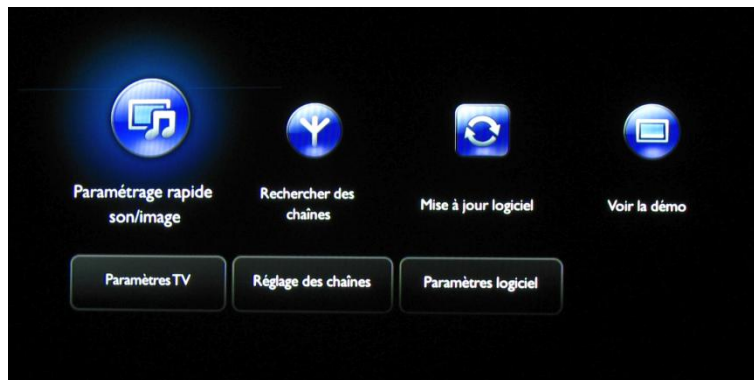 Paramétrage rapide
son/image
Rechercher des
chaînes
Mise à jour logiciel
Voir la démo
Paramètres TV
Réglage des chaînes
Paramètres logiciel